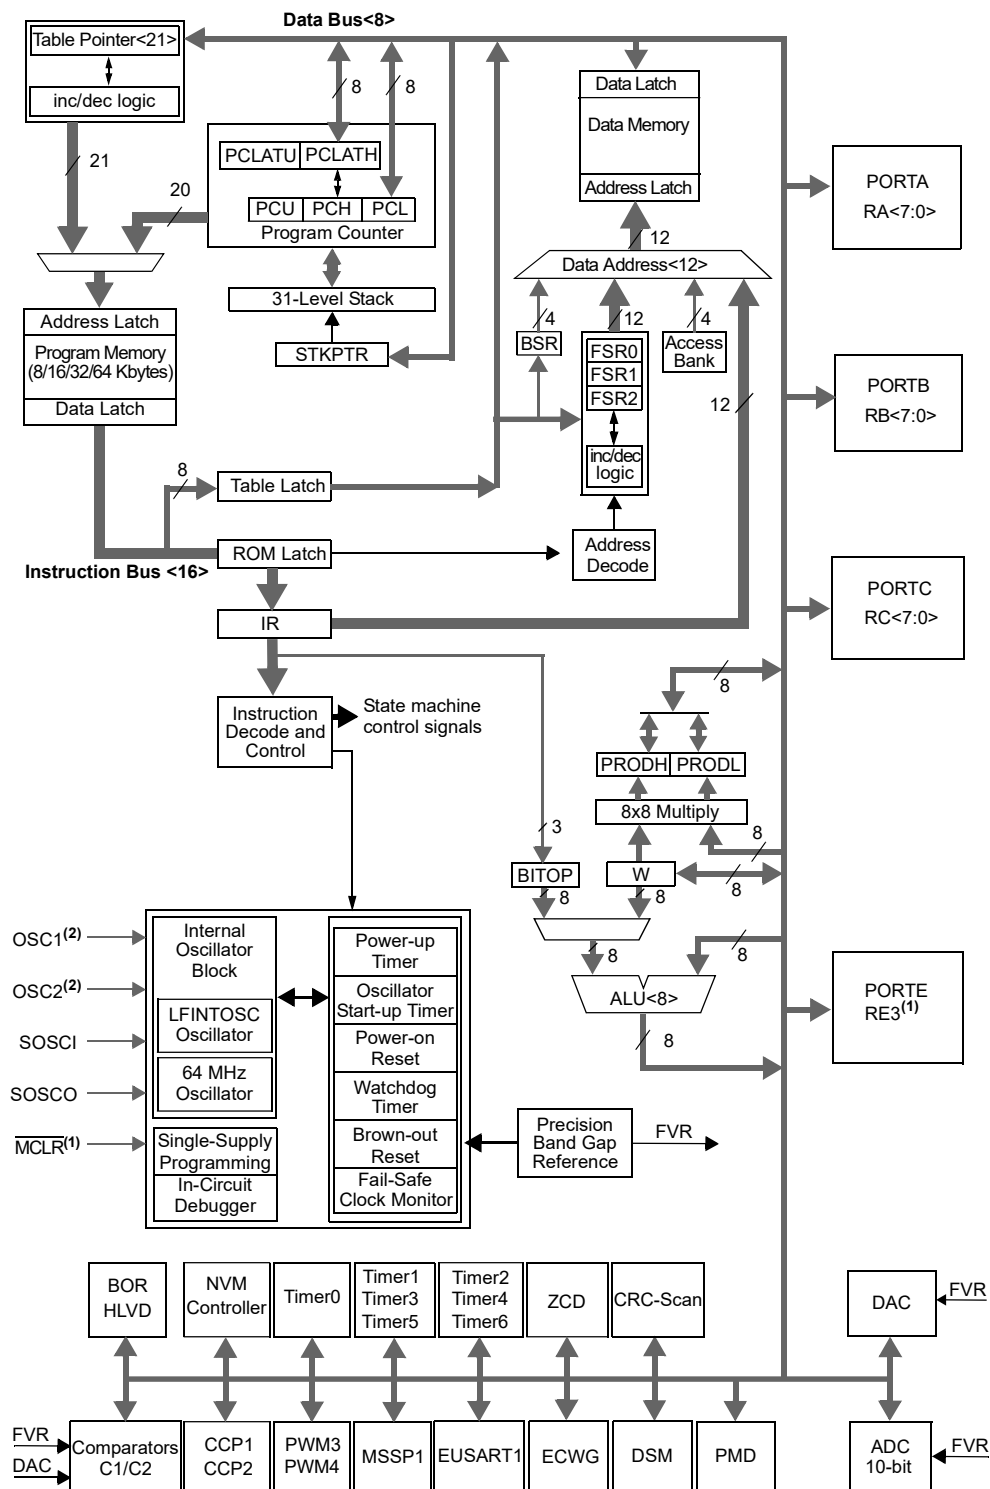 Data Bus<8>
Table Pointer<21>
inc/dec logic
21
20
8
8
PCLATU PCLATH
PCU PCH PCL
Program Counter
31-Level Stack
STKPTR
Address Latch
Program Memory
(8/16/32/64 Kbytes)
Data Latch
Instruction Bus <16>
8
Table Latch
ROM Latch
IR
Data Latch
Data Memory
Address Latch
12
Data Address<12>
4
12
4
BSR
FSR0
FSR1
FSR2
inc/dec
logic
Access
Bank
12
Address
Decode
Instruction
Decode and
Control
State machine
control signals
8
PRODH PRODL
8x8 Multiply
3
8
BITOP
W
8
8
8
8
8
ALU<8>
8
PORTA
RA<7:0>
PORTB
RB<7:0>
PORTC
RC<7:0>
PORTE
RE3(1)
OSC1(2)
OSC2(2)
SOSCI
SOSCO
MCLR(1)
Internal
Oscillator
Block
LFINTOSC
Oscillator
64 MHz
Oscillator
Single-Supply
Programming
In-Circuit
Debugger
Power-up
Timer
Oscillator
Start-up Timer
Power-on
Reset
Watchdog
Timer
Brown-out
Reset
Fail-Safe
Clock Monitor
Precision
Band Gap
Reference
FVR
BOR
HLVD
NVM
Controller
Timer0
Timer1
Timer3
Timer5
Timer2
Timer4
Timer6
ZCD
CRC-Scan
DAC
FVR
FVR
DAC
Comparators
C1/C2
CCP1
CCP2
PWM3
PWM4
MSSP1
EUSART1
ECWG
DSM
PMD
ADC
10-bit
FVR